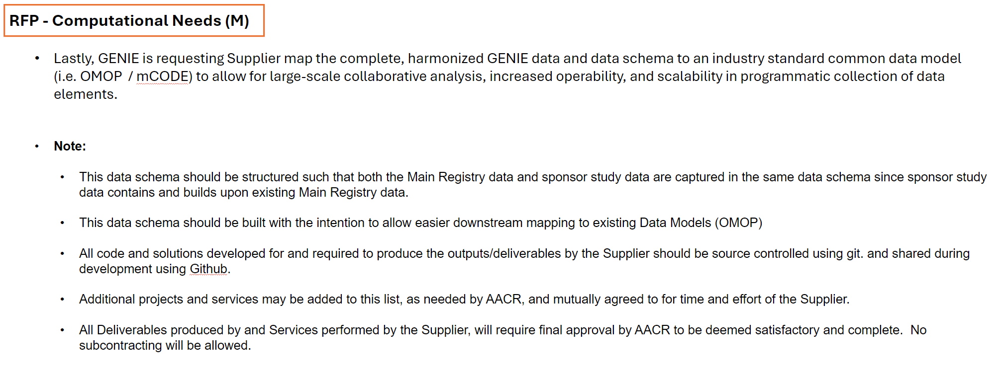 RFP - Computational Needs (M)
• Lastly, GENIE is requesting Supplier map the complete, harmonized GENIE data and data schema to an industry standard common data model
(i.e. OMOP / mCODE) to allow for large-scale collaborative analysis, increased operability, and scalability in programmatic collection of data
elements.
• Note:
• This data schema should be structured such that both the Main Registry data and sponsor study data are captured in the same data schema since sponsor study
data contains and builds upon existing Main Registry data.
• This data schema should be built with the intention to allow easier downstream mapping to existing Data Models (OMOP)
• All code and solutions developed for and required to produce the outputs/deliverables by the Supplier should be source controlled using git. and shared during
development using Github.
• Additional projects and services may be added to this list, as needed by AACR, and mutually agreed to for time and effort of the Supplier.
• All Deliverables produced by and Services performed by the Supplier, will require final approval by AACR to be deemed satisfactory and complete.  No
subcontracting will be allowed.